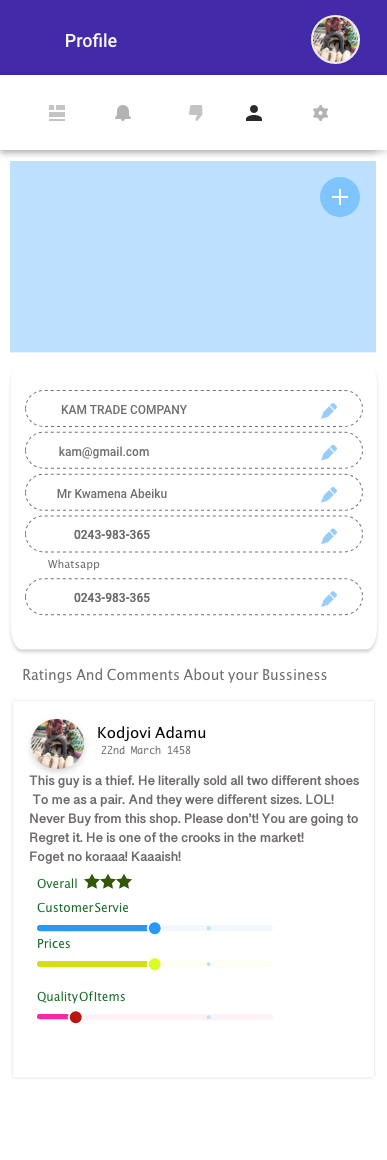 Profile
KAM TRADE COMPANY
kam@gmail.com
Mr Kwamena Abeiku
0243-983-365
Whatsapp
0243-983-365
Ratings And Comments About your Bussiness
Kodjovi Adamu
22nd March 1458
This guy is a thief. He literally sold all two different shoes
To me as a pair. And they were different sizes. LOL!
Never Buy from this shop. Please don't! You are going to
Regret it. He is one of the crooks in the market!
Foget no koraaa! Kaaaish!
Overall
CustomerServie
Prices
QualityOfItems